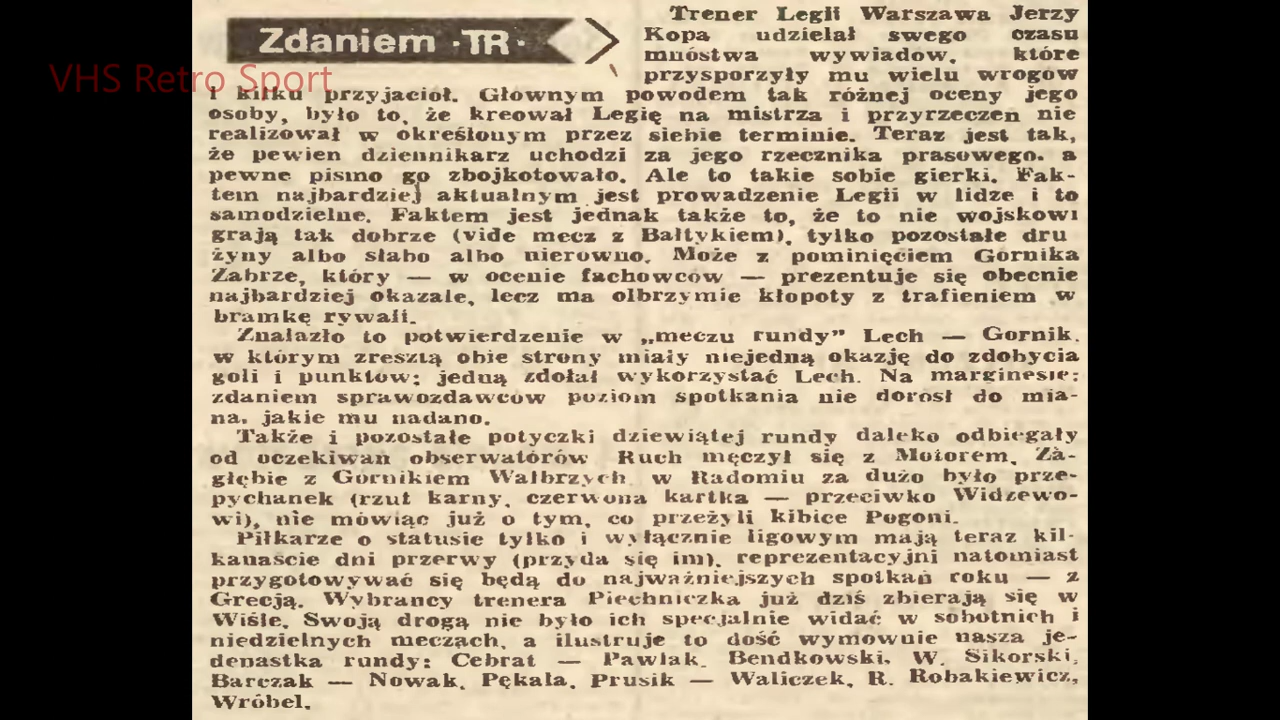 Zdaniem ·TR·
VHS Retro Sport
Trener Legii Warszawa Jerzy
Kopa udzielał swego czasu
mnóstwa wywiadow, które
przysporzyły mu wielu wrogow
i kilku przyjacioł. Głownym powodem tak różnej oceny jego
osoby, było to, że kreował Legię na mistrza i przyrzeczen nie
realizował w określonym przez siebie terminie. Teraz jest tak,
że pewien dziennikarz uchodzi za jego rzecznika prasowego, a
pewne pismo go zbojkotowało. Ale to takie sobie gierki. Fak-
tem najbardziej aktualnym jest prowadzenie Legii w lidze i to
samodzielne. Faktem jest jednak także to, że to nie wojskowi
grają tak dobrze (vide mecz z Bałtykiem), tylko pozostałe dru
żyny albo słabo albo nierowno. Może z pominięciem Górnika
Zabrze, który — w ocenie fachowców — prezentuje się obecnie
najbardziej okazale, lecz ma olbrzymie kłopoty z trafieniem w
bramkę rywali.
Znalazło to potwierdzenie w „meczu rundy” Lech — Gornik,
w którym zresztą obie strony miały niejedną okazję do zdobycia
goli i punktow; jedną zdołał wykorzystać Lech. Na marginesie:
zdaniem sprawozdawców poziom spotkania nie dorosł do mia-
na, jakie mu nadano.
Także i pozostałe potyczki dziewiątej rundy daleko odbiegały
od oczekiwan obserwatórów Ruch męczył się z Motorem, Za-
głębie z Górnikiem Wałbrzych, w Radomiu za dużo było prze-
pychanek (rzut karny, czerwona kartka — przeciwko Widzewo-
wi), nie mówiąc już o tym, co przeżyli kibice Pogoni.
Piłkarze o statusie tylko i wyłącznie ligowym mają teraz kil-
kanaście dni przerwy (przyda się im), reprezentacyjni natomiast
przygotowywać się będą do najważniejszych spotkań roku — z
Grecją. Wybrancy trenera Piechniczka już dziś zbierają się w
Wiśle. Swoją drogą nie było ich specjalnie widać w sobotnich i
niedzielnych meczach, a ilustruje to dość wymownie nasza je-
denastka rundy: Cebrat — Pawlak, Bendkowski, W. Sikorski,
Barczak — Nowak, Pękala, Prusik — Waliczek, R. Robakiewicz,
Wróbel.